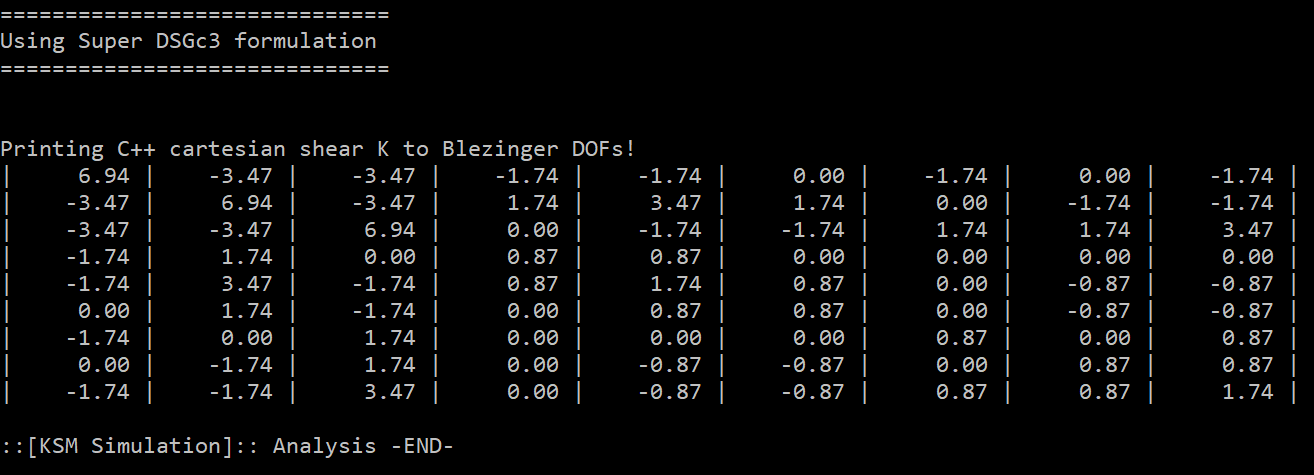 ==============================
Using Super DSGc3 formulation
==============================
Printing C++ cartesian shear K to Blezinger DOFs!
| 6.94 | -3.47 | -3.47 | -1.74 | -1.74 | 0.00 | -1.74 | 0.00 | -1.74 |
| -3.47 | 6.94 | -3.47 | 1.74 | 3.47 | 1.74 | 0.00 | -1.74 | -1.74 |
| -3.47 | -3.47 | 6.94 | 0.00 | -1.74 | -1.74 | 1.74 | 1.74 | 3.47 |
| -1.74 | 1.74 | 0.00 | 0.87 | 0.87 | 0.00 | 0.00 | 0.00 | 0.00 |
| -1.74 | 3.47 | -1.74 | 0.87 | 1.74 | 0.87 | 0.00 | -0.87 | -0.87 |
| 0.00 | 1.74 | -1.74 | 0.00 | 0.87 | 0.87 | 0.00 | -0.87 | -0.87 |
| -1.74 | 0.00 | 1.74 | 0.00 | 0.00 | 0.00 | 0.87 | 0.00 | 0.87 |
| 0.00 | -1.74 | 1.74 | 0.00 | -0.87 | -0.87 | 0.00 | 0.87 | 0.87 |
| -1.74 | -1.74 | 3.47 | 0.00 | -0.87 | -0.87 | 0.87 | 0.87 | 1.74 |
::[KSM Simulation]:: Analysis -END-